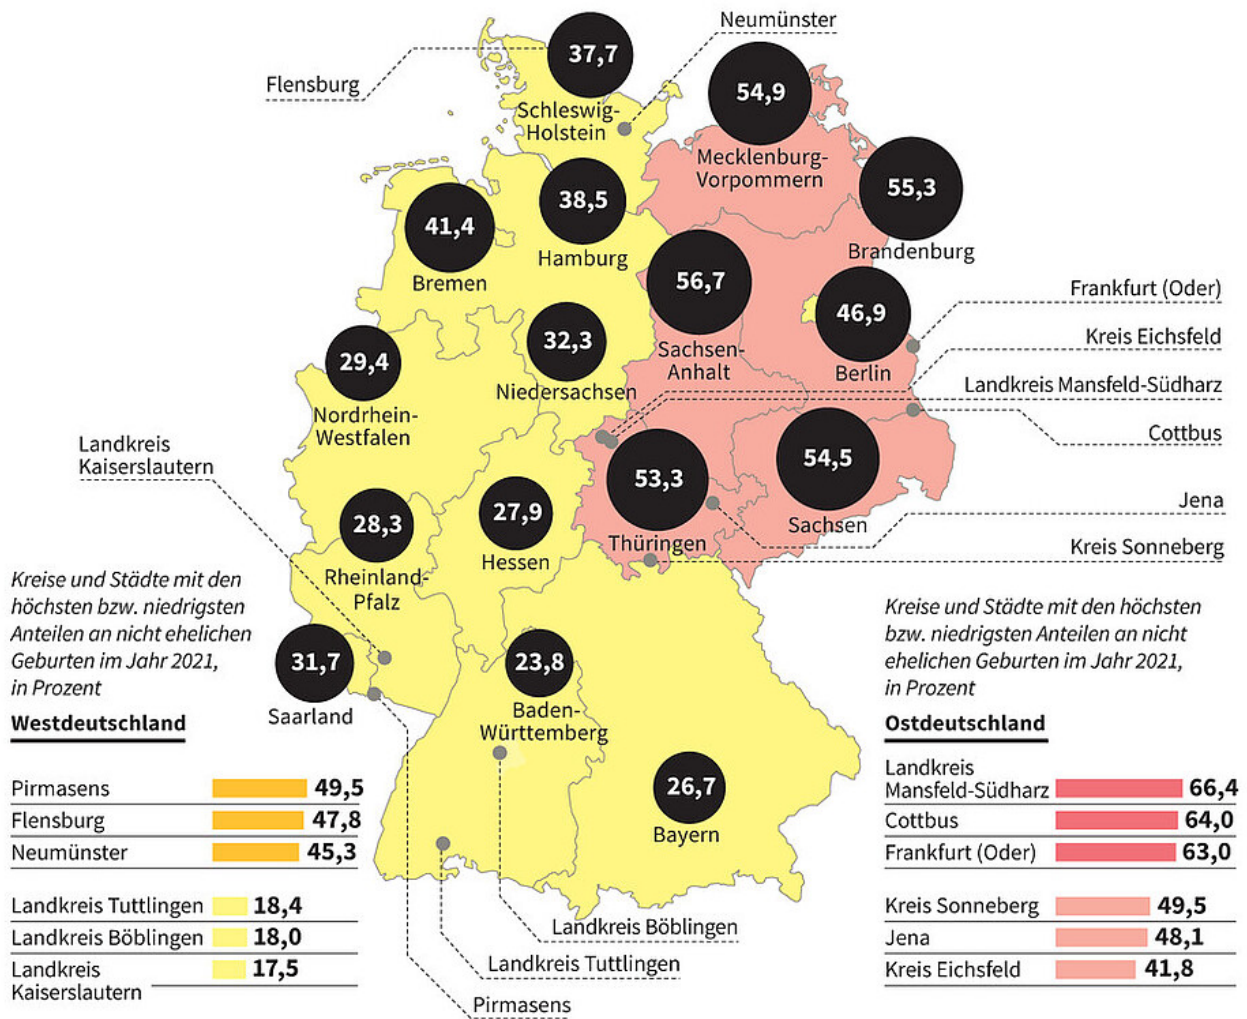 Neumünster
Flensburg
37,7
Schleswig-
Holstein
54,9
Mecklenburg-
Vorpommern
55,3
Brandenburg
38,5
Hamburg
41,4
Bremen
56,7
Sachsen-
Anhalt
46,9
Berlin
Frankfurt (Oder)
Kreis Eichsfeld
Landkreis Mansfeld-Südharz
Cottbus
32,3
Niedersachsen
29,4
Nordrhein-
Westfalen
Landkreis
Kaiserslautern
53,3
Thüringen
54,5
Sachsen
Jena
Kreis Sonneberg
28,3
Rheinland-
Pfalz
27,9
Hessen
31,7
Saarland
23,8
Baden-
Württemberg
26,7
Bayern
Landkreis Böblingen
Landkreis Tuttlingen
Pirmasens
Kreise und Städte mit den
höchsten bzw. niedrigsten
Anteilen an nicht ehelichen
Geburten im Jahr 2021,
in Prozent
Westdeutschland
Pirmasens 49,5
Flensburg 47,8
Neumünster 45,3
Landkreis Tuttlingen 18,4
Landkreis Böblingen 18,0
Landkreis
Kaiserslautern 17,5
Kreise und Städte mit den höchsten
bzw. niedrigsten Anteilen an nicht
ehelichen Geburten im Jahr 2021,
in Prozent
Ostdeutschland
Landkreis
Mansfeld-Südharz 66,4
Cottbus 64,0
Frankfurt (Oder) 63,0
Kreis Sonneberg 49,5
Jena 48,1
Kreis Eichsfeld 41,8